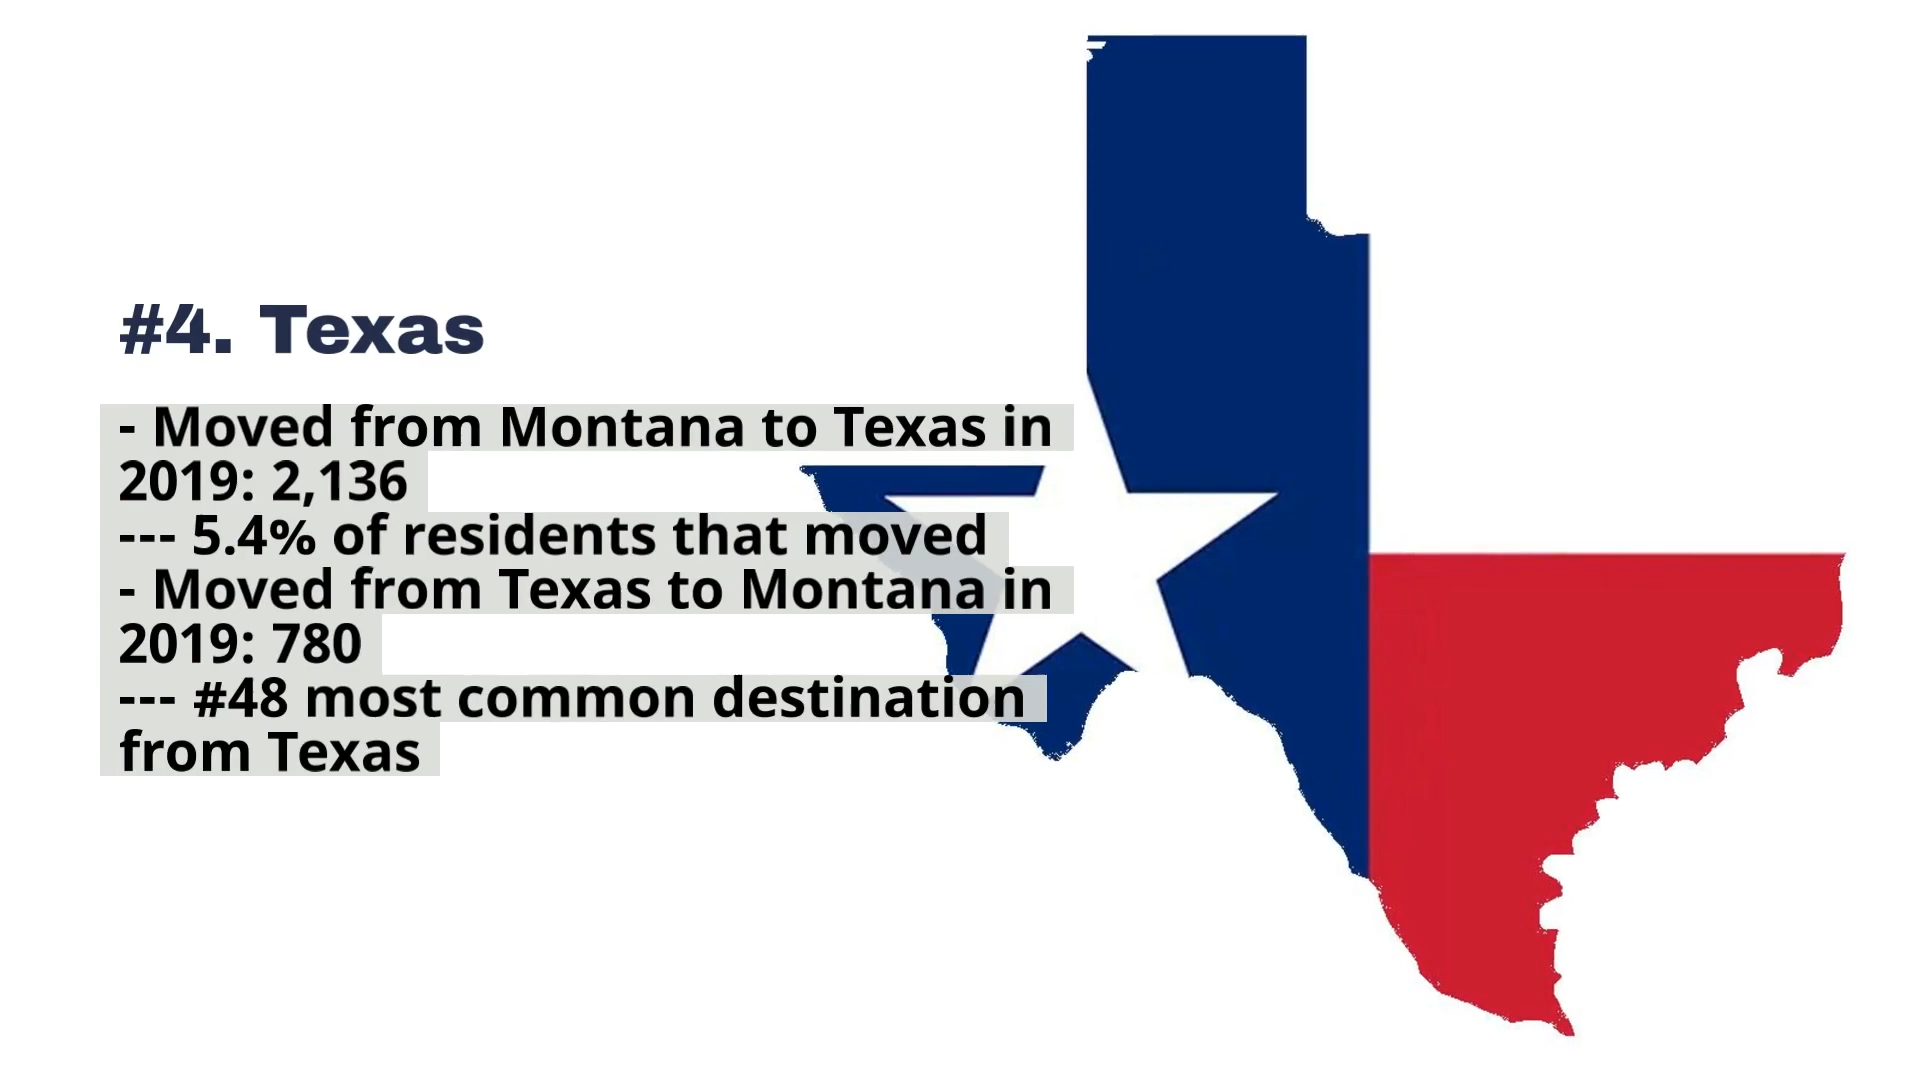 #4. Texas
- Moved from Montana to Texas in
2019: 2,136
--- 5.4% of residents that moved
- Moved from Texas to Montana in
2019: 780
--- #48 most common destination
from Texas